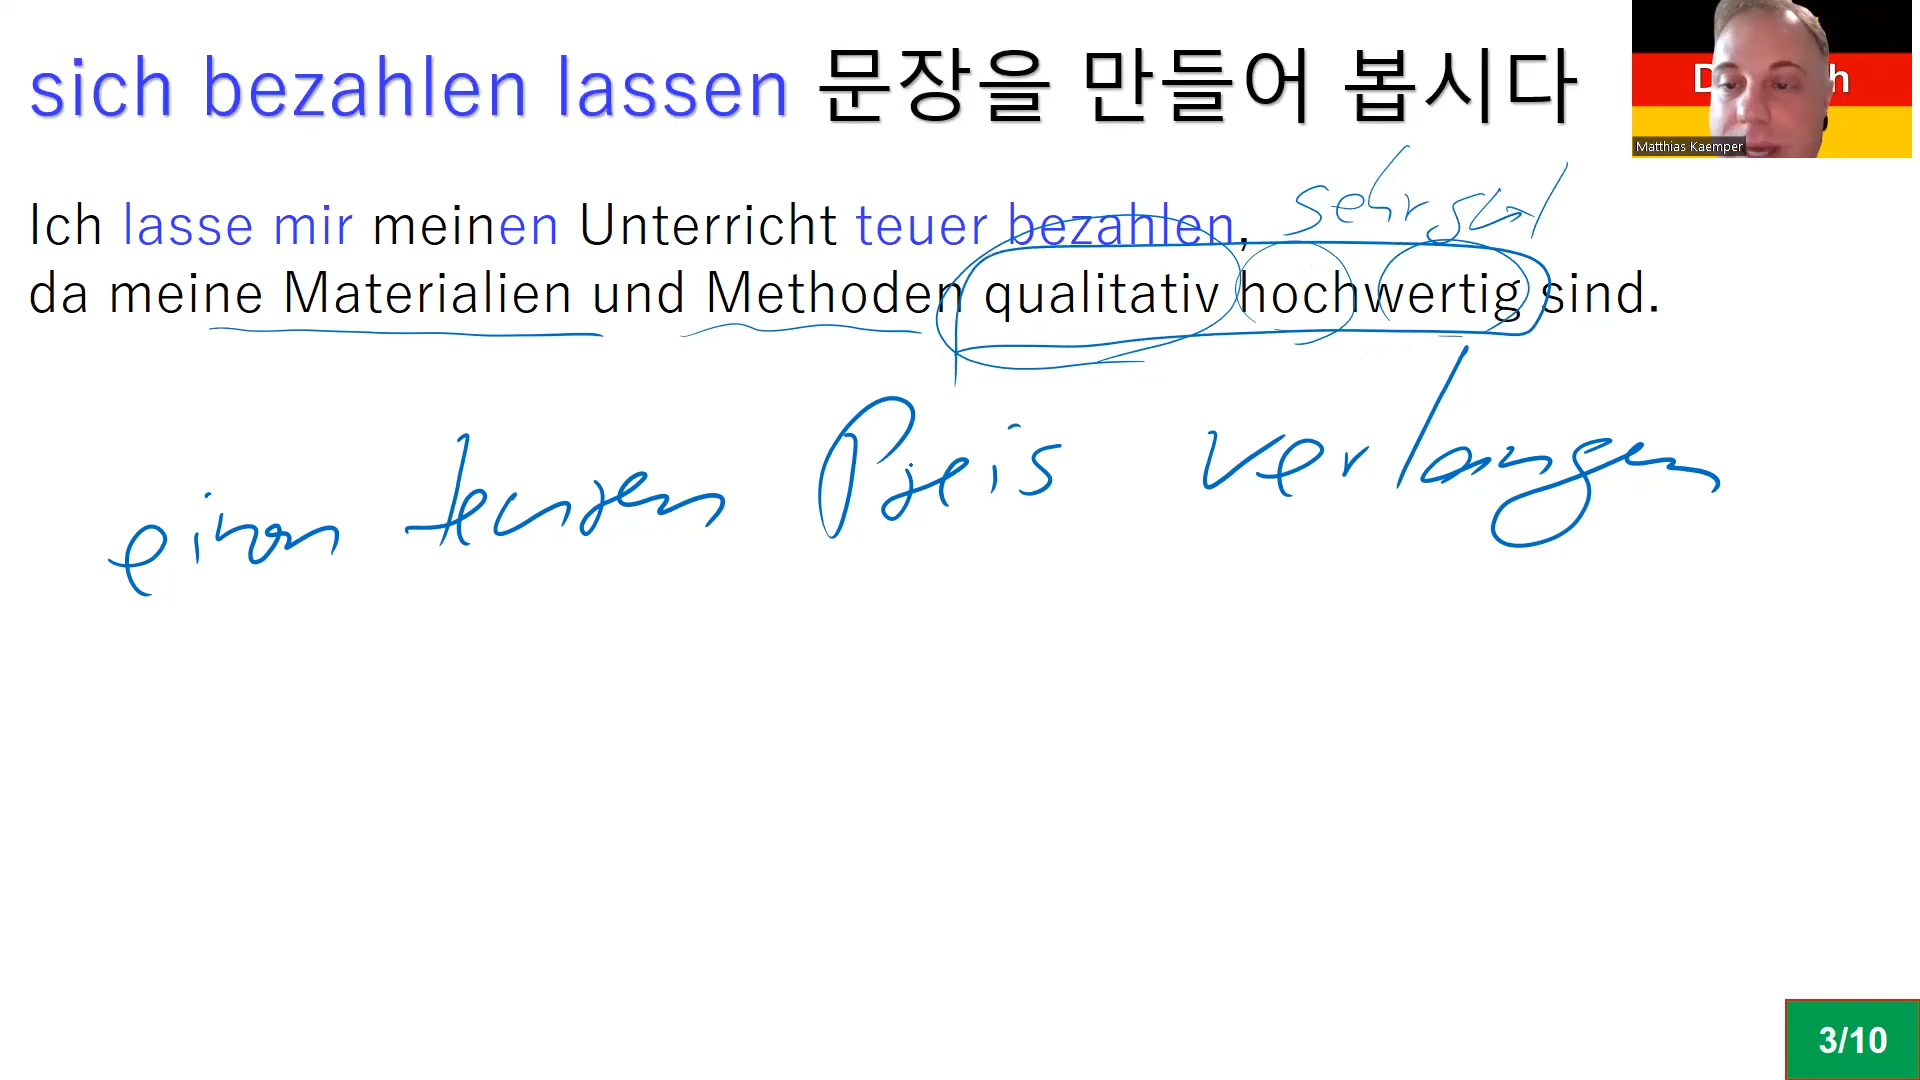 sich bezahlen lassen 문장을 만들어 봅시다
D h
Matthias Kaemper
sehr gut
Ich lasse mir meinen Unterricht teuer bezahlen,
da meine Materialien und Methoden qualitativ hochwertig sind.
einen teuren Preis verlangen
3/10